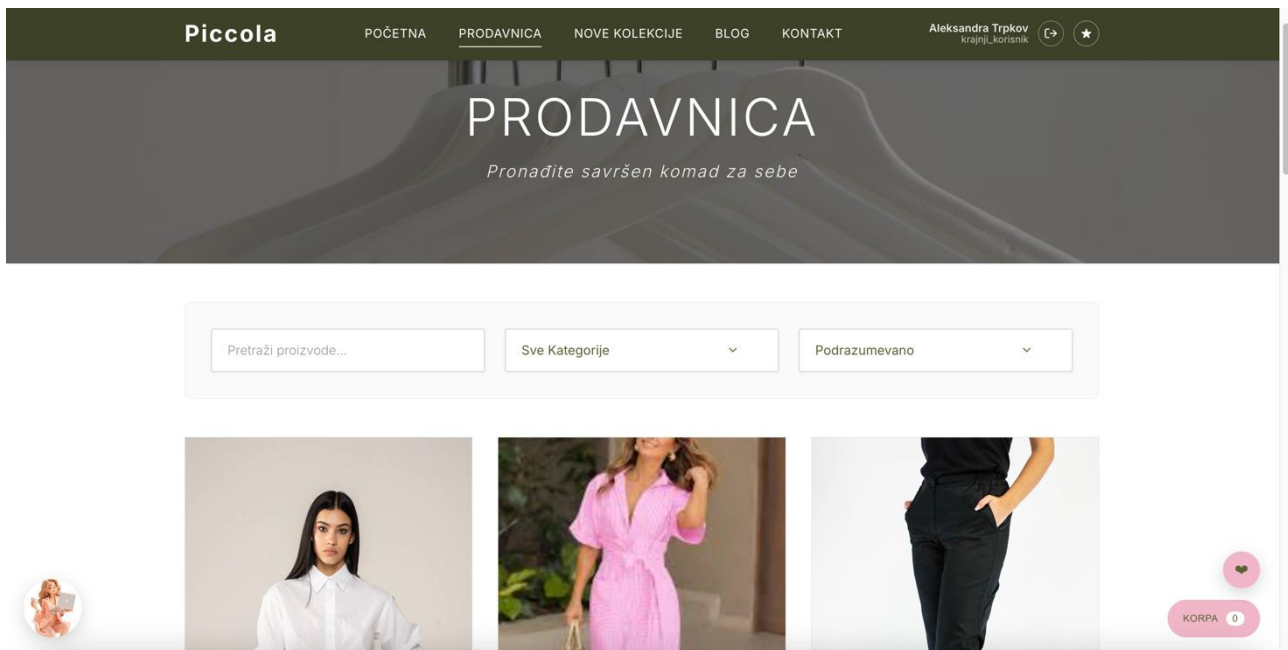 Piccola
POČETNA
PRODAVNICA
NOVE KOLEKCIJE
BLOG
KONTAKT
Aleksandra Trpkov
krajnji_korisnik
PRODAVNICA
Pronađite savršen komad za sebe
Pretraži proizvode...
Sve Kategorije
Podrazumevano
KORPA 0